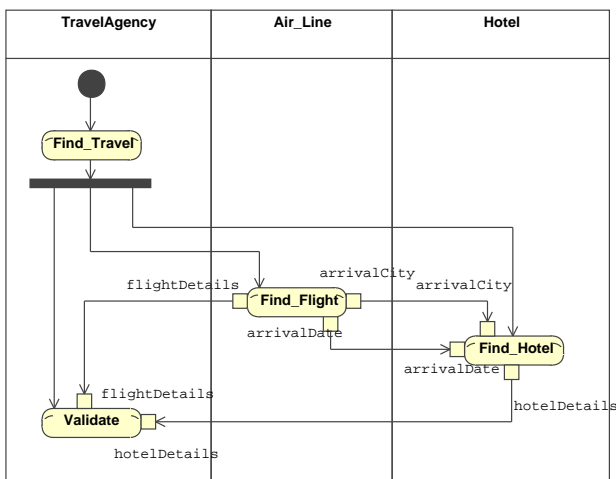 TravelAgency
Air_Line
Hotel
Find_Travel
flightDetails
Find_Flight
arrivalCity
arrivalCity
arrivalDate
Find_Hotel
arrivalDate
flightDetails
Validate
hotelDetails
hotelDetails